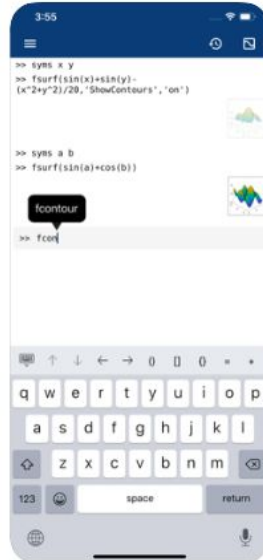 3:55
>> syms x y
>> fsurf(sin(x)+sin(y)-
(x^2+y^2)/20,'ShowContours','on')
>> syms a b
>> fsurf(sin(a)+cos(b))
fcontour
>> fcon
() [] {} = +
q w e r t y u i o p
a s d f g h j k l
z x c v b n m
123 space return